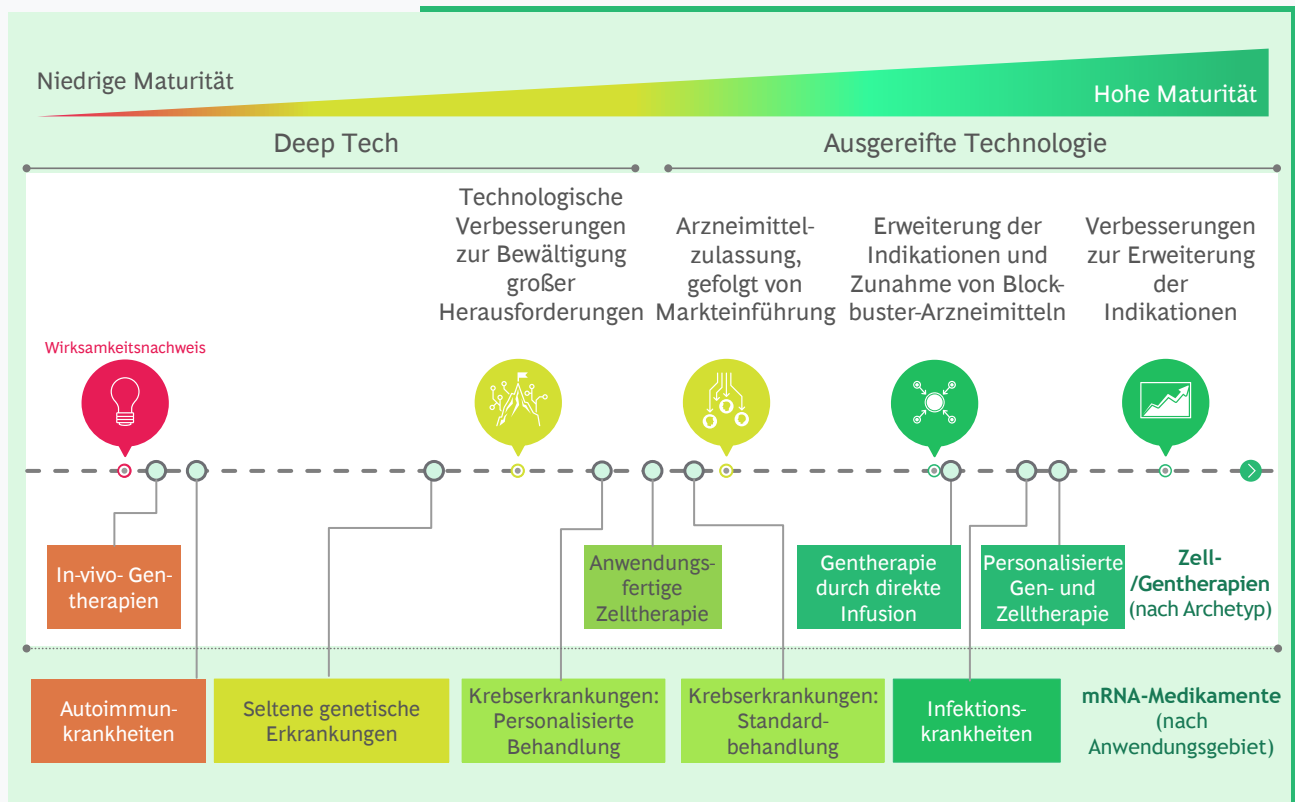 Niedrige Maturität
Hohe Maturität
Deep Tech
Ausgereifte Technologie
Wirksamkeitsnachweis
Technologische
Verbesserungen
zur Bewältigung
großer
Herausforderungen
Arzneimittel-
zulassung,
gefolgt von
Markteinführung
Erweiterung der
Indikationen und
Zunahme von Block-
buster-Arzneimitteln
Verbesserungen
zur Erweiterung
der
Indikationen
In-vivo- Gen-
therapien
Anwendungs-
fertige
Zelltherapie
Gentherapie
durch direkte
Infusion
Personalisierte
Gen- und
Zelltherapie
Zell-
/Gentherapien
(nach Archetyp)
Autoimmun-
krankheiten
Seltene genetische
Erkrankungen
Krebserkrankungen:
Personalisierte
Behandlung
Krebserkrankungen:
Standard-
behandlung
Infektions-
krankheiten
mRNA-Medikamente
(nach
Anwendungsgebiet)